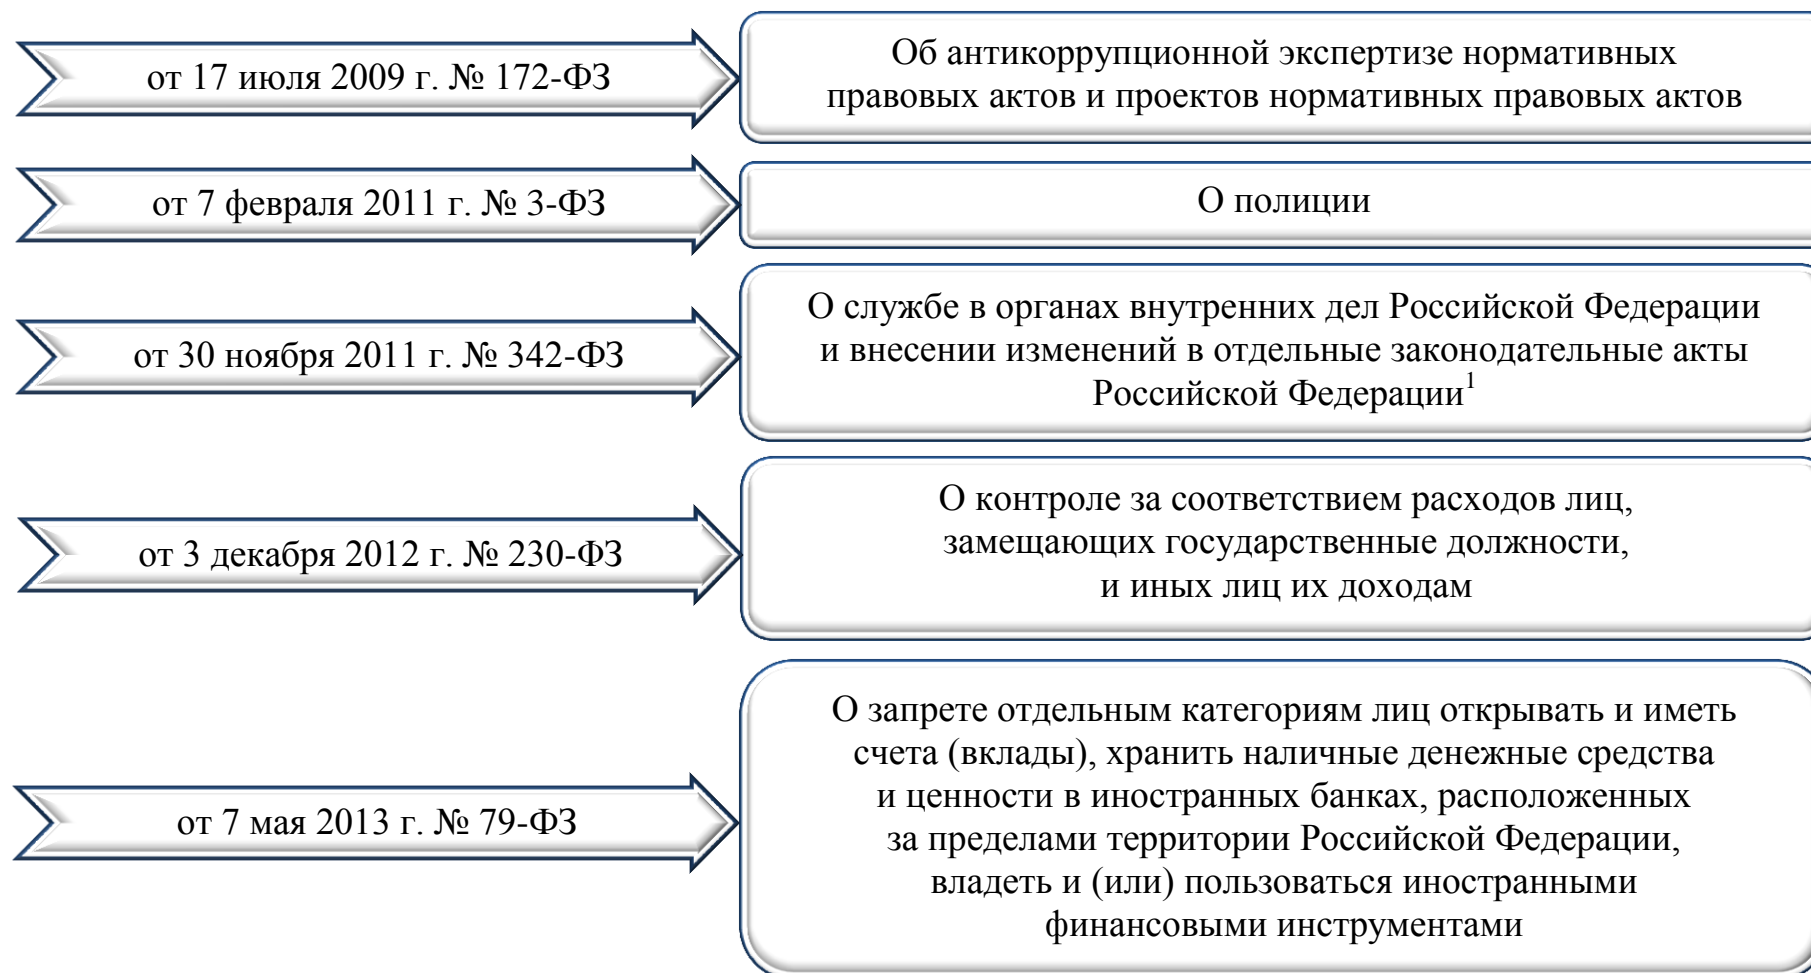 от 17 июля 2009 г. № 172-ФЗ
Об антикоррупционной экспертизе нормативных
правовых актов и проектов нормативных правовых актов
от 7 февраля 2011 г. № 3-ФЗ
О полиции
от 30 ноября 2011 г. № 342-ФЗ
О службе в органах внутренних дел Российской Федерации
и внесении изменений в отдельные законодательные акты
Российской Федерации¹
от 3 декабря 2012 г. № 230-ФЗ
О контроле за соответствием расходов лиц,
замещающих государственные должности,
и иных лиц их доходам
от 7 мая 2013 г. № 79-ФЗ
О запрете отдельным категориям лиц открывать и иметь
счета (вклады), хранить наличные денежные средства
и ценности в иностранных банках, расположенных
за пределами территории Российской Федерации,
владеть и (или) пользоваться иностранными
финансовыми инструментами